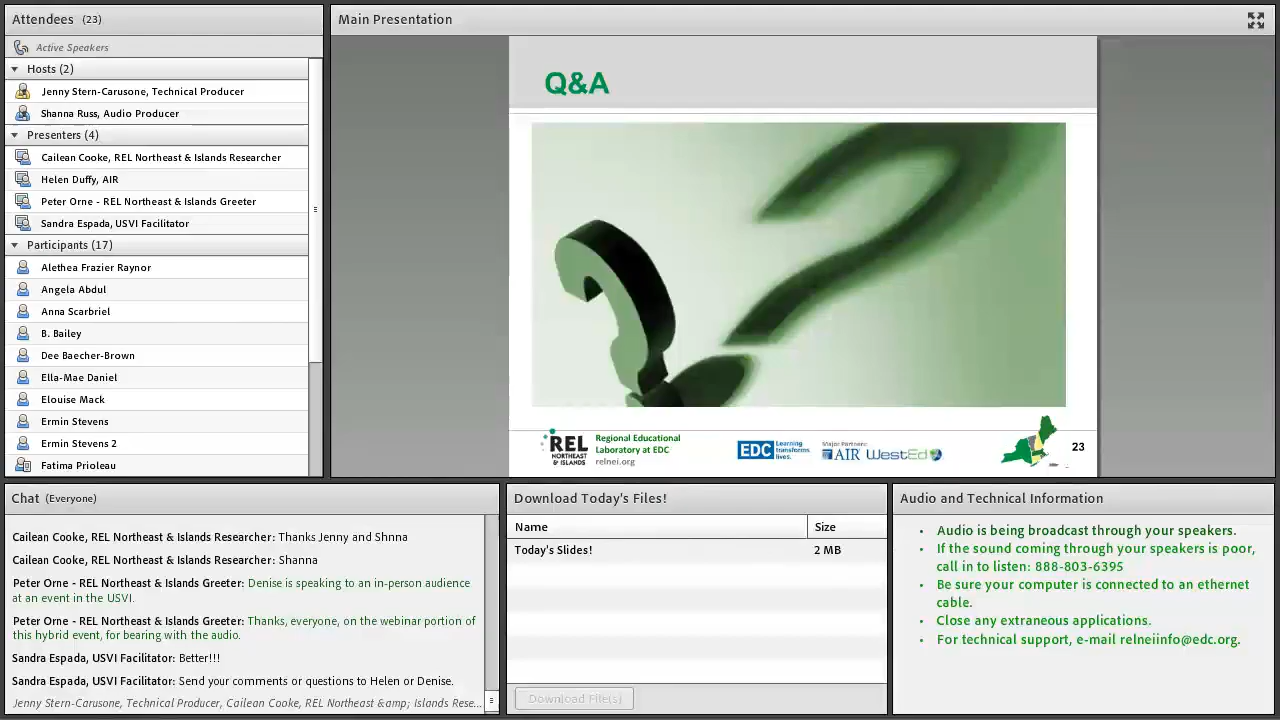 Attendees (23)
Active Speakers
Hosts (2)
Jenny Stern-Carusone, Technical Producer
Shanna Russ, Audio Producer
Presenters (4)
Cailean Cooke, REL Northeast & Islands Researcher
Helen Duffy, AIR
Peter Orne - REL Northeast & Islands Greeter
Sandra Espada, USVI Facilitator
Participants (17)
Alethea Frazier Raynor
Angela Abdul
Anna Scarbriel
B. Bailey
Dee Baecher-Brown
Ella-Mae Daniel
Elouise Mack
Ermin Stevens
Ermin Stevens 2
Fatima Prioleau
Main Presentation
Q&A
REL
NORTHEAST
& ISLANDS
Regional Educational
Laboratory at EDC
relnei.org
EDC
Learning
transforms
lives.
Major Partners:
AIR WestEd
23
Chat (Everyone)
Cailean Cooke, REL Northeast & Islands Researcher: Thanks Jenny and Shnna
Cailean Cooke, REL Northeast & Islands Researcher: Shanna
Peter Orne - REL Northeast & Islands Greeter: Denise is speaking to an in-person audience
at an event in the USVI.
Peter Orne - REL Northeast & Islands Greeter: Thanks, everyone, on the webinar portion of
this hybrid event, for bearing with the audio.
Sandra Espada, USVI Facilitator: Better!!!
Sandra Espada, USVI Facilitator: Send your comments or questions to Helen or Denise.
Jenny Stern-Carusone, Technical Producer, Cailean Cooke, REL Northeast &amp; Islands Rese...
Download Today's Files!
Name Size
Today's Slides! 2 MB
Download File(s)
Audio and Technical Information
• Audio is being broadcast through your speakers.
• If the sound coming through your speakers is poor,
call in to listen: 888-803-6395
• Be sure your computer is connected to an ethernet
cable.
• Close any extraneous applications.
• For technical support, e-mail relneiinfo@edc.org.